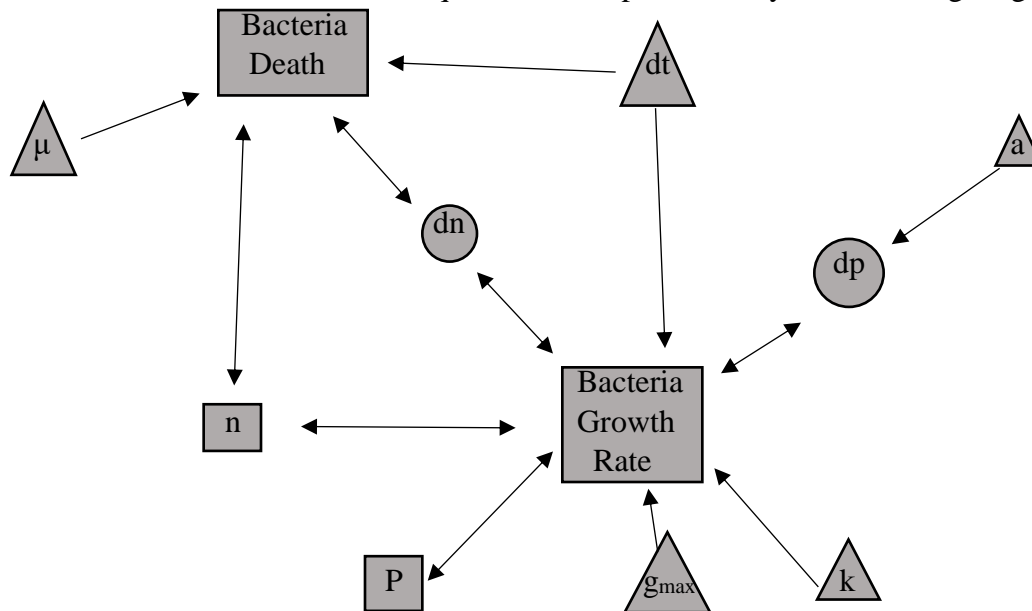 Bacteria
Death
dt
μ
a
dn
dp
Bacteria
Growth
Rate
n
P
gmax
k